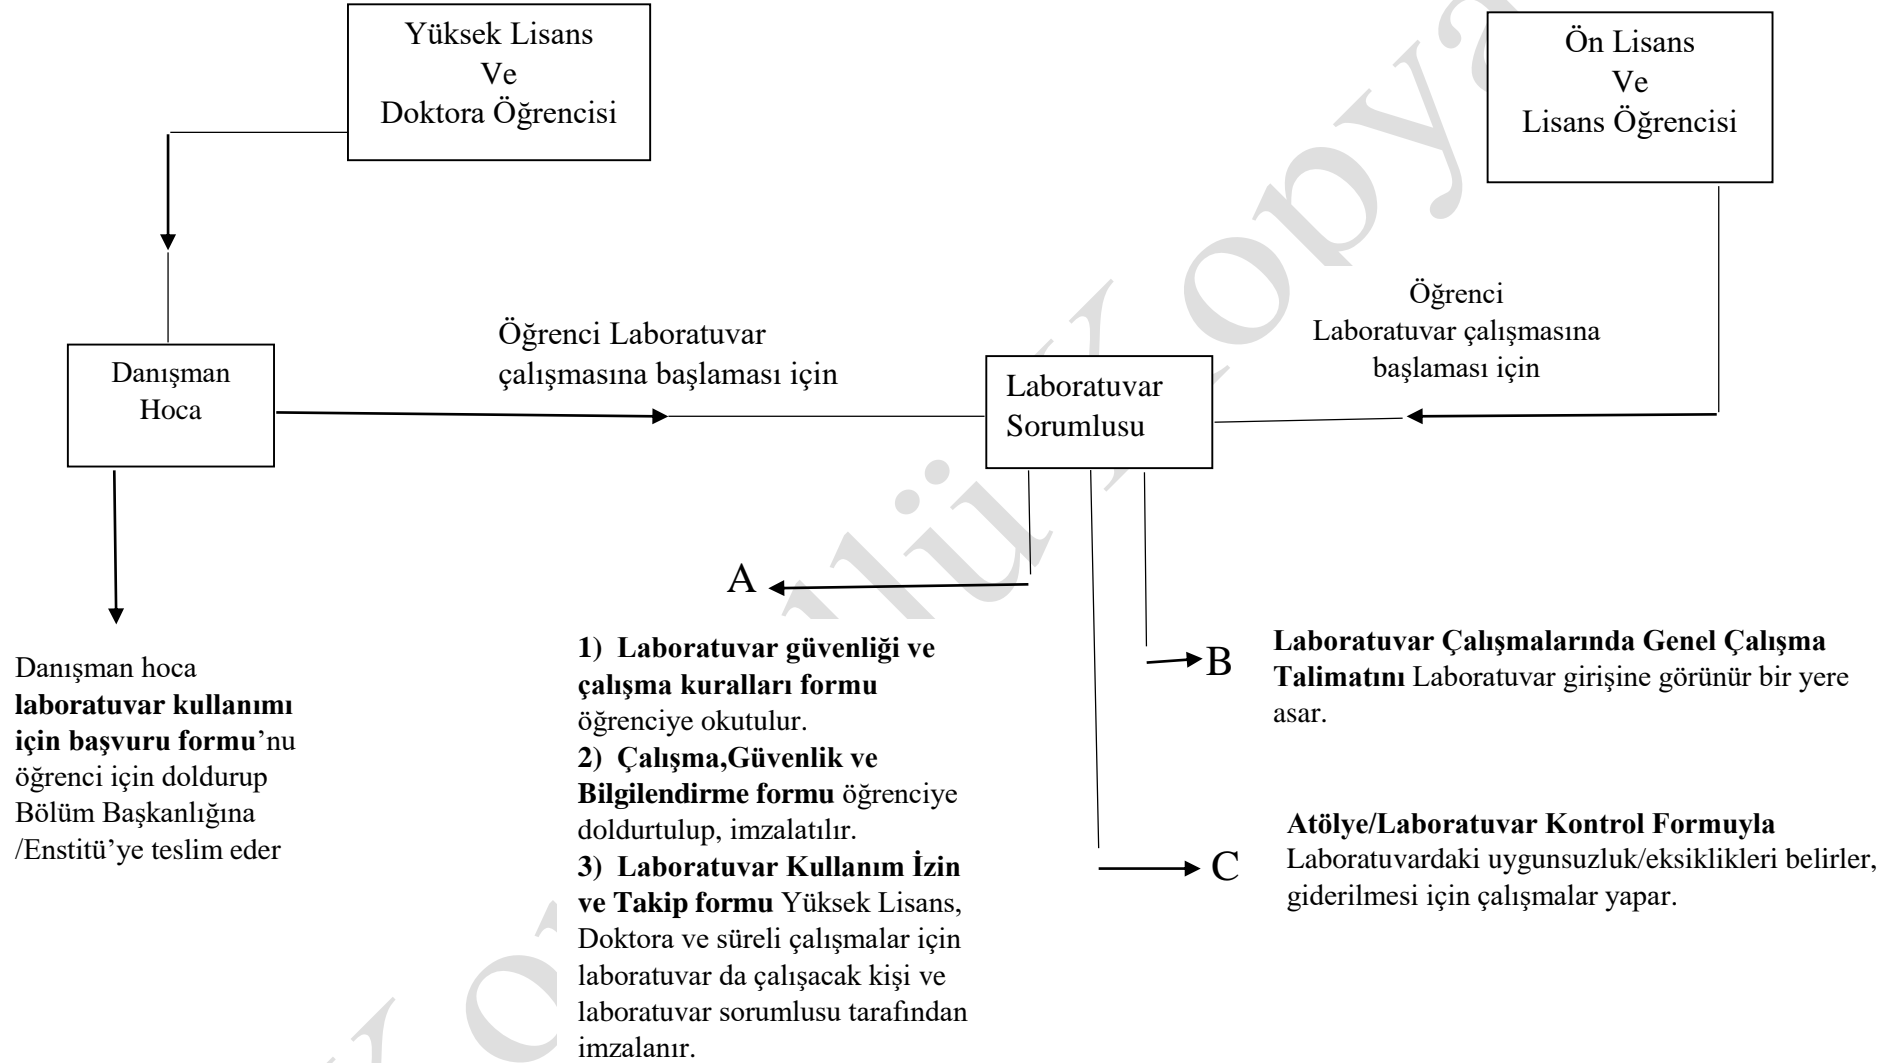 Yüksek Lisans
Ve
Doktora Öğrencisi
Ön Lisans
Ve
Lisans Öğrencisi
Öğrenci Laboratuvar
çalışmasına başlaması için
Öğrenci
Laboratuvar çalışmasına
başlaması için
Danışman
Hoca
Laboratuvar
Sorumlusu
A
B
C
Danışman hoca
laboratuvar kullanımı
için başvuru formu’nu
öğrenci için doldurup
Bölüm Başkanlığına
/Enstitü’ye teslim eder
1) Laboratuvar güvenliği ve
çalışma kuralları formu
öğrenciye okutulur.
2) Çalışma,Güvenlik ve
Bilgilendirme formu öğrenciye
doldurtulup, imzalatılır.
3) Laboratuvar Kullanım İzin
ve Takip formu Yüksek Lisans,
Doktora ve süreli çalışmalar için
laboratuvar da çalışacak kişi ve
laboratuvar sorumlusu tarafından
imzalanır.
Laboratuvar Çalışmalarında Genel Çalışma
Talimatını Laboratuvar girişine görünür bir yere
asar.
Atölye/Laboratuvar Kontrol Formuyla
Laboratuvardaki uygunsuzluk/eksiklikleri belirler,
giderilmesi için çalışmalar yapar.